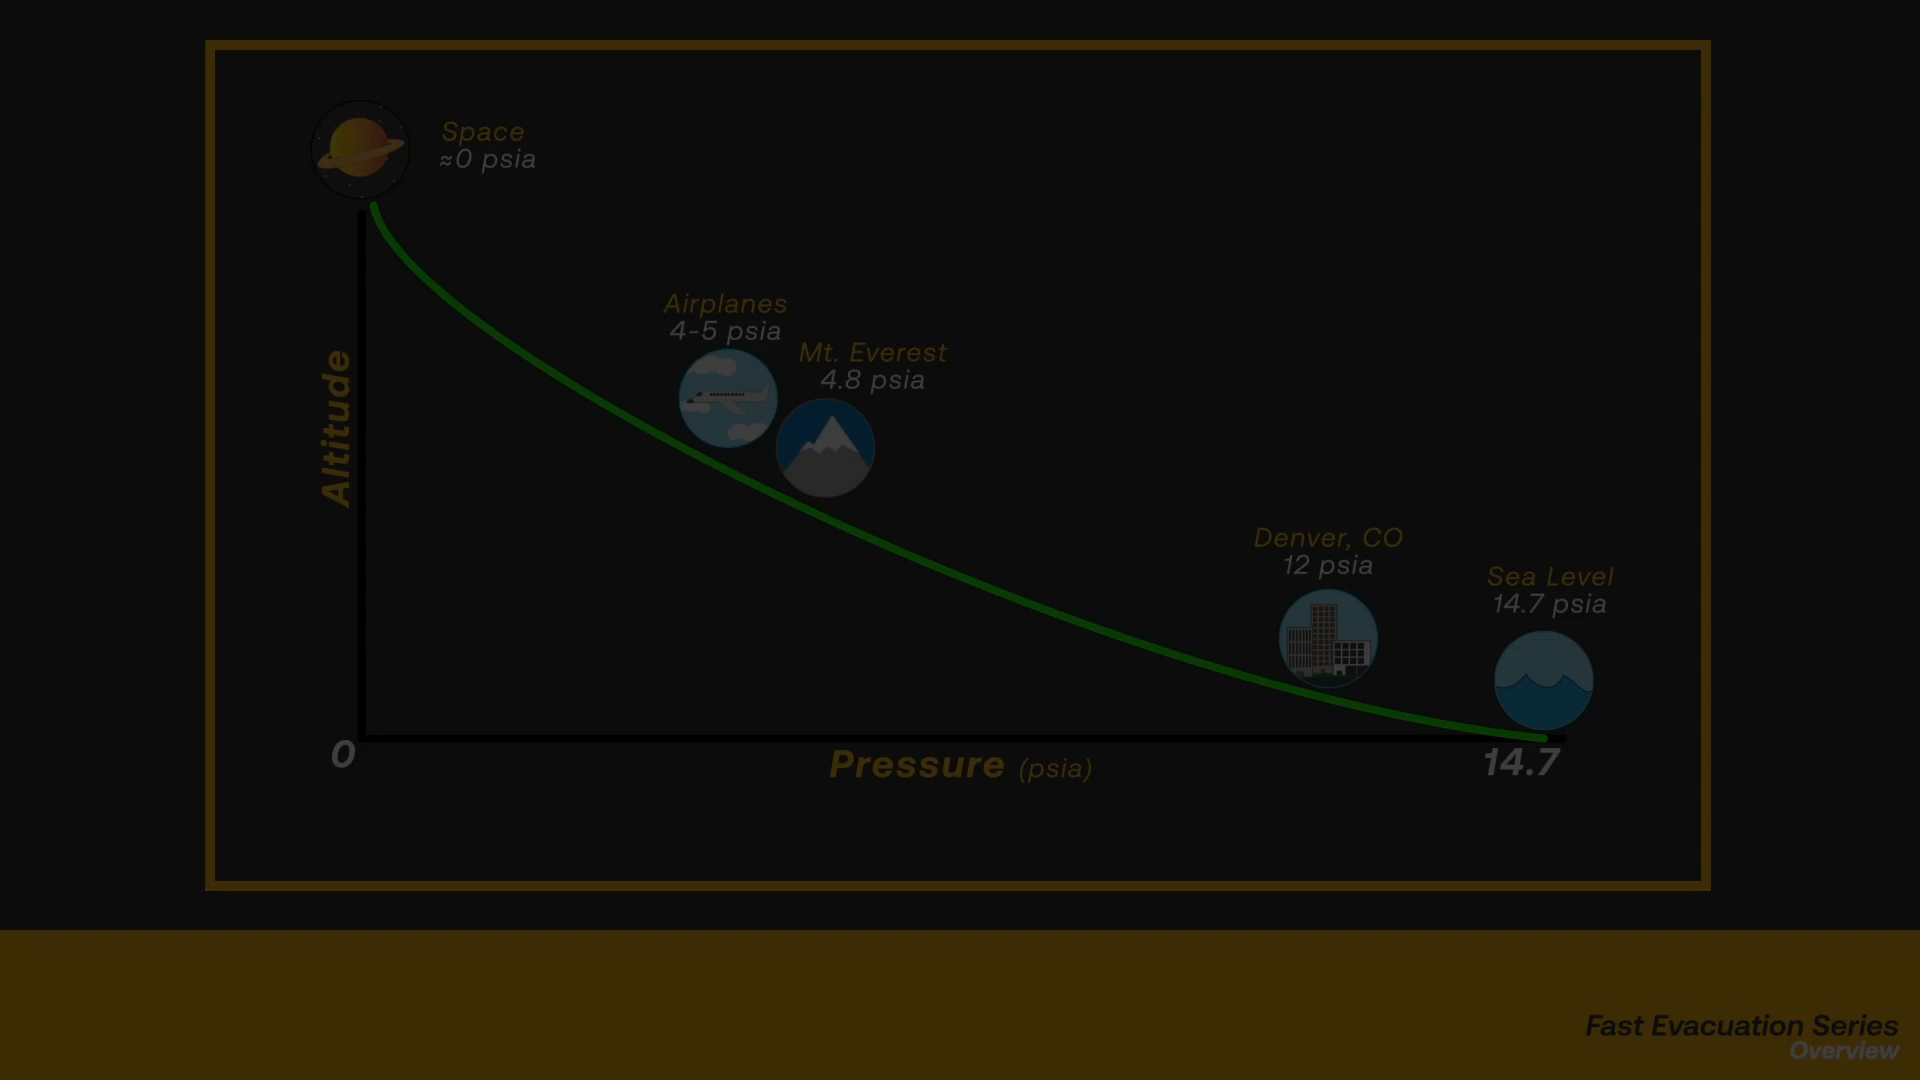 Space
≈0 psia
Airplanes
4-5 psia
Mt. Everest
4.8 psia
Altitude
Denver, CO
12 psia
Sea Level
14.7 psia
0
Pressure (psia)
14.7
Fast Evacuation Series
Overview